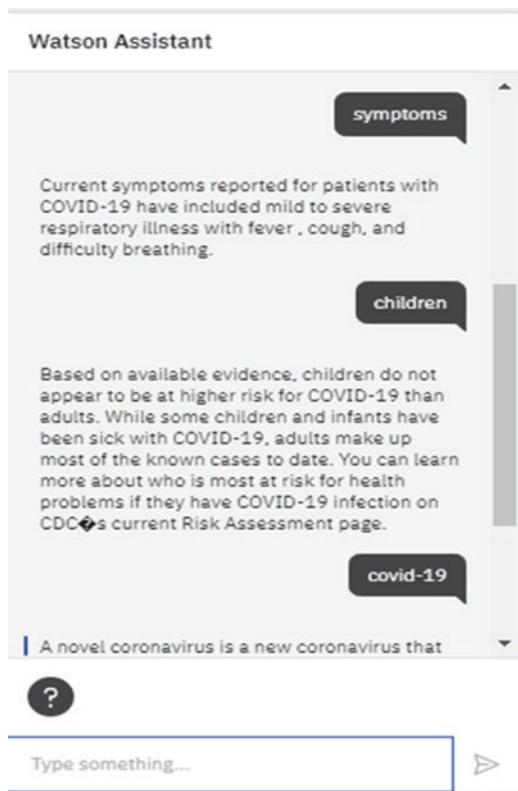 Watson Assistant
symptoms
Current symptoms reported for patients with
COVID-19 have included mild to severe
respiratory illness with fever , cough, and
difficulty breathing.
children
Based on available evidence, children do not
appear to be at higher risk for COVID-19 than
adults. While some children and infants have
been sick with COVID-19, adults make up
most of the known cases to date. You can learn
more about who is most at risk for health
problems if they have COVID-19 infection on
CDC�s current Risk Assessment page.
covid-19
A novel coronavirus is a new coronavirus that
?
Type something...